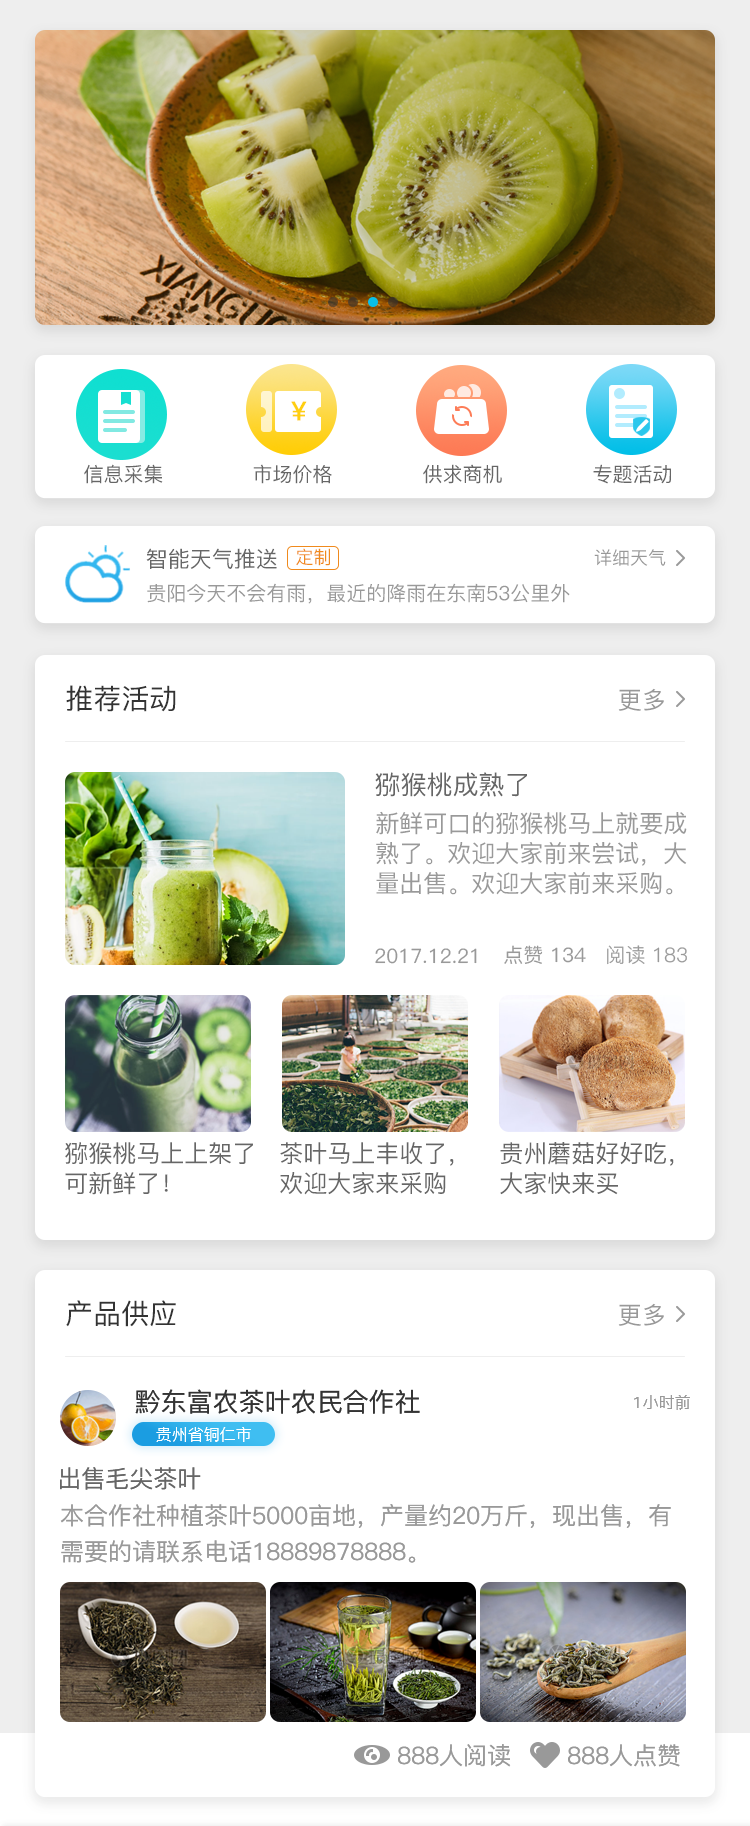 XIANGUO
¥
信息采集
市场价格
供求商机
专题活动
智能天气推送 定制
详细天气
贵阳今天不会有雨，最近的降雨在东南53公里外
推荐活动
更多
猕猴桃成熟了
新鲜可口的猕猴桃马上就要成
熟了。欢迎大家前来尝试，大
量出售。欢迎大家前来采购。
2017.12.21 点赞 134 阅读 183
猕猴桃马上上架了
可新鲜了！
茶叶马上丰收了，
欢迎大家来采购
贵州蘑菇好好吃，
大家快来买
产品供应
更多
黔东富农茶叶农民合作社
1小时前
贵州省铜仁市
出售毛尖茶叶
本合作社种植茶叶5000亩地，产量约20万斤，现出售，有
需要的请联系电话18889878888。
888人阅读 888人点赞